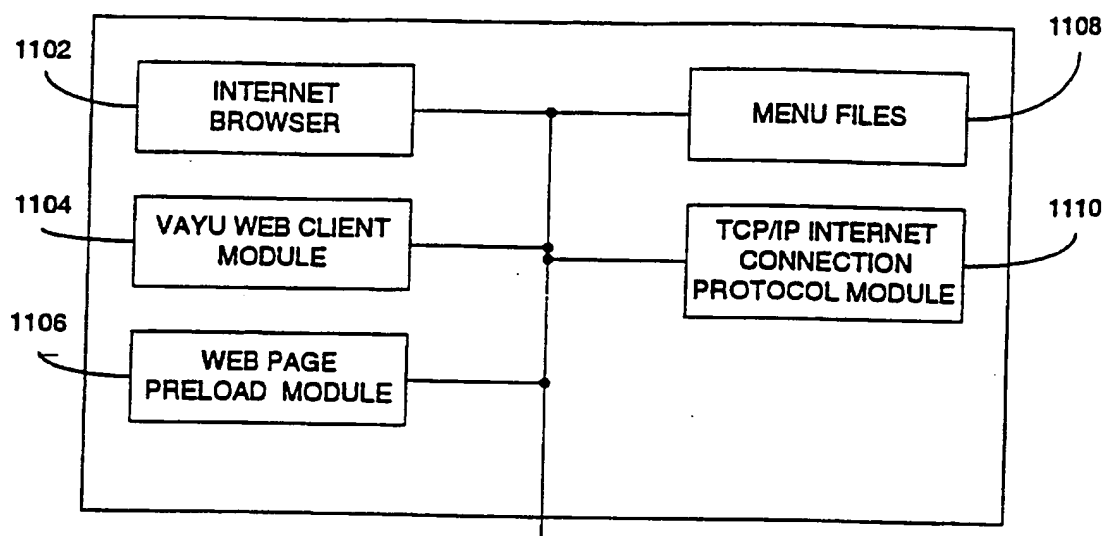 1102
INTERNET
BROWSER
1108
MENU FILES
1104
VAYU WEB CLIENT
MODULE
1110
TCP/IP INTERNET
CONNECTION
PROTOCOL MODULE
1106
WEB PAGE
PRELOAD MODULE